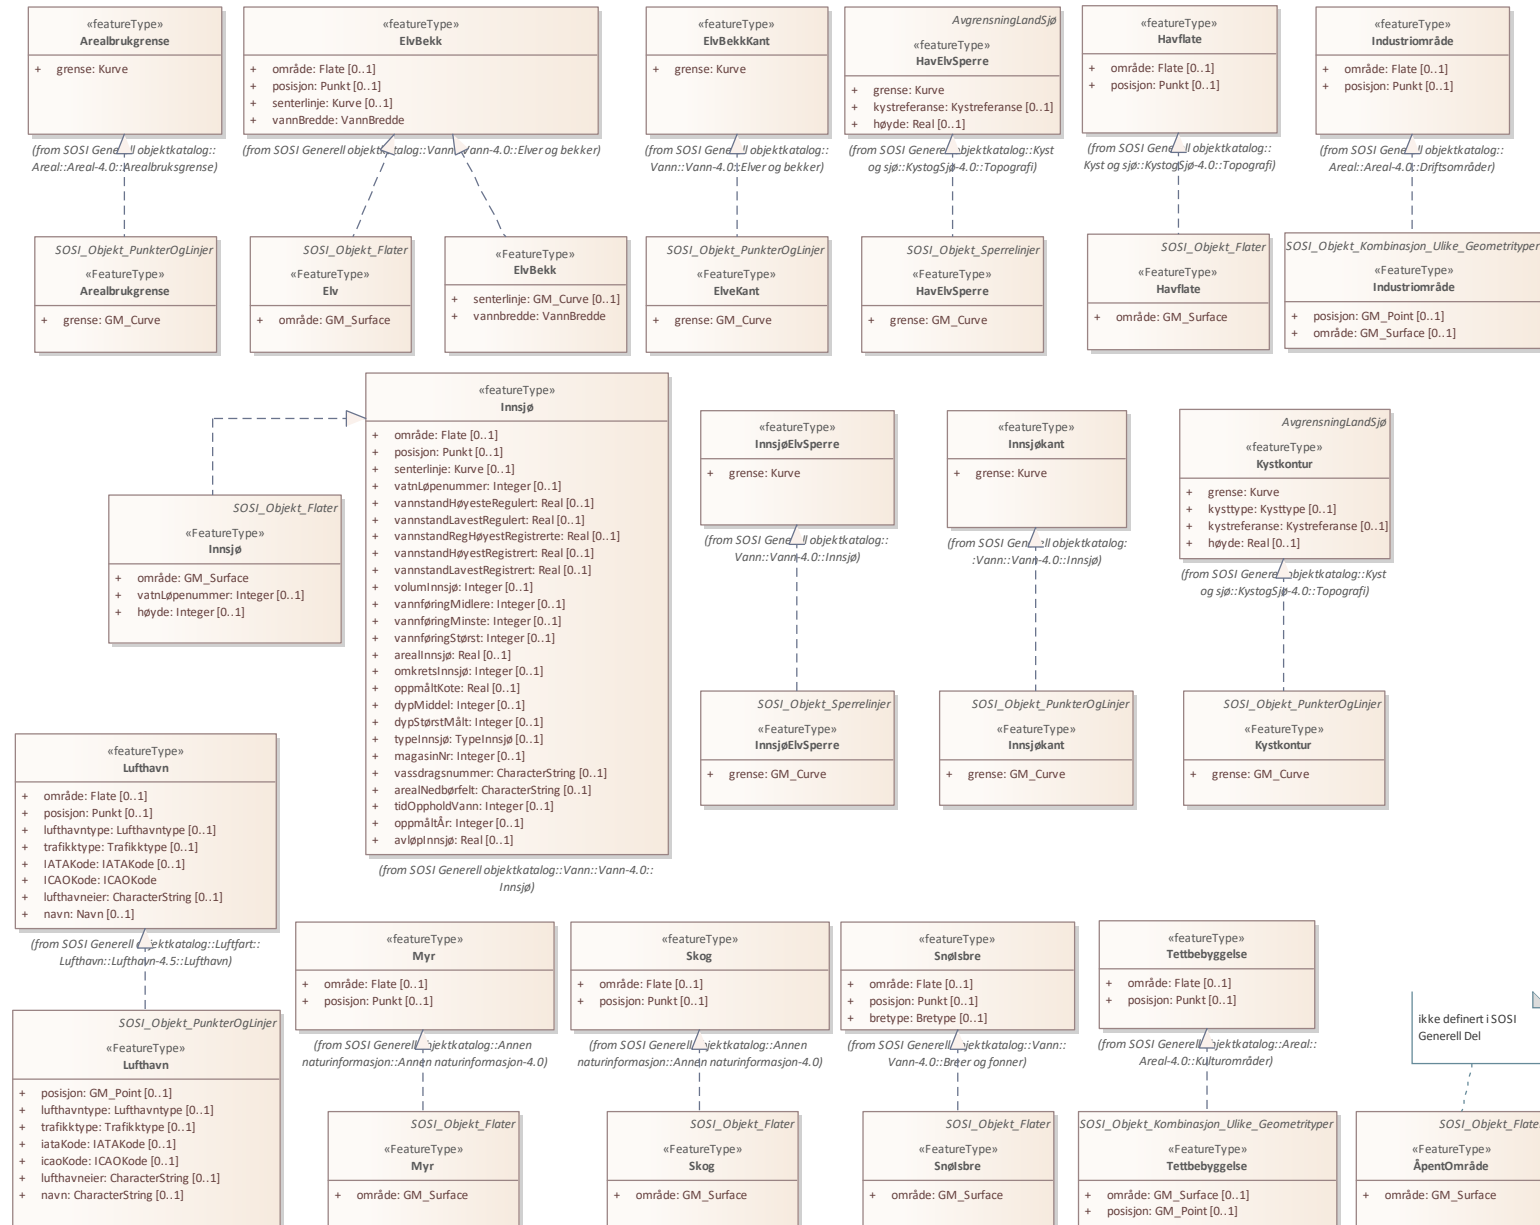 «featureType»
Arealbrukgrense
+ grense: Kurve
(from SOSI Generell objektkatalog::
Areal::Areal-4.0::Arealbruksgrense)
«featureType»
ElvBekk
+ område: Flate [0..1]
+ posisjon: Punkt [0..1]
+ senterlinje: Kurve [0..1]
+ vannBredde: VannBredde
(from SOSI Generell objektkatalog::Vann::Vann-4.0::Elver og bekker)
«featureType»
ElvBekkKant
+ grense: Kurve
(from SOSI Generell objektkatalog::
Vann::Vann-4.0::Elver og bekker)
AvgrensningLandSjø
«featureType»
HavElvSperre
+ grense: Kurve
+ kystreferanse: Kystreferanse [0..1]
+ høyde: Real [0..1]
(from SOSI Generell objektkatalog::Kyst
og sjø::KystogSjø-4.0::Topografi)
«featureType»
Havflate
+ område: Flate [0..1]
+ posisjon: Punkt [0..1]
(from SOSI Generell objektkatalog::
Kyst og sjø::KystogSjø-4.0::Topografi)
«featureType»
Industriområde
+ område: Flate [0..1]
+ posisjon: Punkt [0..1]
(from SOSI Generell objektkatalog::
Areal::Areal-4.0::Driftsområder)
SOSI_Objekt_PunkterOgLinjer
«FeatureType»
Arealbrukgrense
+ grense: GM_Curve
SOSI_Objekt_Flater
«FeatureType»
Elv
+ område: GM_Surface
«FeatureType»
ElvBekk
+ senterlinje: GM_Curve [0..1]
+ vannbredde: VannBredde
SOSI_Objekt_PunkterOgLinjer
«FeatureType»
ElveKant
+ grense: GM_Curve
SOSI_Objekt_Sperrelinjer
«FeatureType»
HavElvSperre
+ grense: GM_Curve
SOSI_Objekt_Flater
«FeatureType»
Havflate
+ område: GM_Surface
SOSI_Objekt_Kombinasjon_Ulike_Geometrityper
«FeatureType»
Industriområde
+ posisjon: GM_Point [0..1]
+ område: GM_Surface [0..1]
«featureType»
Innsjø
+ område: Flate [0..1]
+ posisjon: Punkt [0..1]
+ senterlinje: Kurve [0..1]
+ vatnLøpenummer: Integer [0..1]
+ vannstandHøyesteRegulert: Real [0..1]
+ vannstandLavestRegulert: Real [0..1]
+ vannstandRegHøyestRegistrerte: Real [0..1]
+ vannstandHøyestRegistrert: Real [0..1]
+ vannstandLavestRegistrert: Real [0..1]
+ volumInnsjø: Integer [0..1]
+ vannføringMidlere: Integer [0..1]
+ vannføringMinste: Integer [0..1]
+ vannføringStørst: Integer [0..1]
+ arealInnsjø: Real [0..1]
+ omkretsInnsjø: Integer [0..1]
+ oppmåltKote: Real [0..1]
+ dypMiddel: Integer [0..1]
+ dypStørstMålt: Integer [0..1]
+ typeInnsjø: TypeInnsjø [0..1]
+ magasinNr: Integer [0..1]
+ vassdragsnummer: CharacterString [0..1]
+ arealNedbørfelt: CharacterString [0..1]
+ tidOppholdVann: Integer [0..1]
+ oppmåltÅr: Integer [0..1]
+ avløpInnsjø: Real [0..1]
(from SOSI Generell objektkatalog::Vann::Vann-4.0::
Innsjø)
SOSI_Objekt_Flater
«FeatureType»
Innsjø
+ område: GM_Surface
+ vatnLøpenummer: Integer [0..1]
+ høyde: Integer [0..1]
«featureType»
InnsjøElvSperre
+ grense: Kurve
(from SOSI Generell objektkatalog::
Vann::Vann-4.0::Innsjø)
«featureType»
Innsjøkant
+ grense: Kurve
(from SOSI Generell objektkatalog:
:Vann::Vann-4.0::Innsjø)
AvgrensningLandSjø
«featureType»
Kystkontur
+ grense: Kurve
+ kysttype: Kysttype [0..1]
+ kystreferanse: Kystreferanse [0..1]
+ høyde: Real [0..1]
(from SOSI Generell objektkatalog::Kyst
og sjø::KystogSjø-4.0::Topografi)
SOSI_Objekt_Sperrelinjer
«FeatureType»
InnsjøElvSperre
+ grense: GM_Curve
SOSI_Objekt_PunkterOgLinjer
«FeatureType»
Innsjøkant
+ grense: GM_Curve
SOSI_Objekt_PunkterOgLinjer
«FeatureType»
Kystkontur
+ grense: GM_Curve
«featureType»
Lufthavn
+ område: Flate [0..1]
+ posisjon: Punkt [0..1]
+ lufthavntype: Lufthavntype [0..1]
+ trafikktype: Trafikktype [0..1]
+ IATAKode: IATAKode [0..1]
+ ICAOKode: ICAOKode
+ lufthavneier: CharacterString [0..1]
+ navn: Navn [0..1]
(from SOSI Generell objektkatalog::Luftfart::
Lufthavn::Lufthavn-4.5::Lufthavn)
SOSI_Objekt_PunkterOgLinjer
«FeatureType»
Lufthavn
+ posisjon: GM_Point [0..1]
+ lufthavntype: Lufthavntype [0..1]
+ trafikktype: Trafikktype [0..1]
+ iataKode: IATAKode [0..1]
+ icaoKode: ICAOKode [0..1]
+ lufthavneier: CharacterString [0..1]
+ navn: CharacterString [0..1]
«featureType»
Myr
+ område: Flate [0..1]
+ posisjon: Punkt [0..1]
(from SOSI Generell objektkatalog::Annen
naturinformasjon::Annen naturinformasjon-4.0)
«featureType»
Skog
+ område: Flate [0..1]
+ posisjon: Punkt [0..1]
(from SOSI Generell objektkatalog::Annen
naturinformasjon::Annen naturinformasjon-4.0)
«featureType»
SnøIsbre
+ område: Flate [0..1]
+ posisjon: Punkt [0..1]
+ bretype: Bretype [0..1]
(from SOSI Generell objektkatalog::Vann::
Vann-4.0::Breer og fonner)
«featureType»
Tettbebyggelse
+ område: Flate [0..1]
+ posisjon: Punkt [0..1]
(from SOSI Generell objektkatalog::Areal::
Areal-4.0::Kulturområder)
ikke definert i SOSI
Generell Del
SOSI_Objekt_Flater
«FeatureType»
Myr
+ område: GM_Surface
SOSI_Objekt_Flater
«FeatureType»
Skog
+ område: GM_Surface
SOSI_Objekt_Flater
«FeatureType»
SnøIsbre
+ område: GM_Surface
SOSI_Objekt_Kombinasjon_Ulike_Geometrityper
«FeatureType»
Tettbebyggelse
+ område: GM_Surface [0..1]
+ posisjon: GM_Point [0..1]
SOSI_Objekt_Flate
«FeatureType»
ÅpentOmråde
+ område: GM_Surface